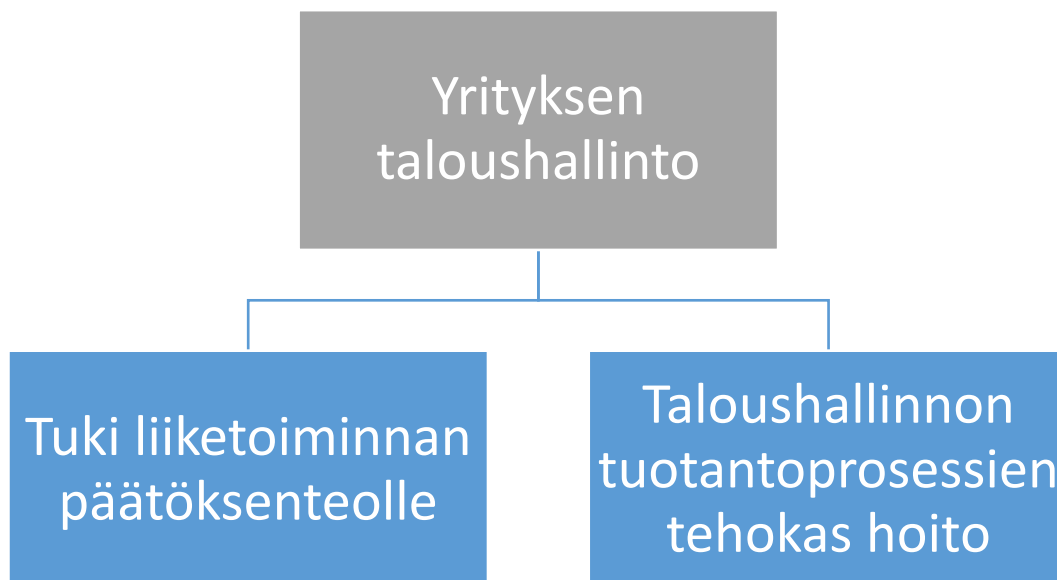 Yrityksen
taloushallinto
Tuki liiketoiminnan
päätöksenteolle
Taloushallinnon
tuotantoprosessien
tehokas hoito